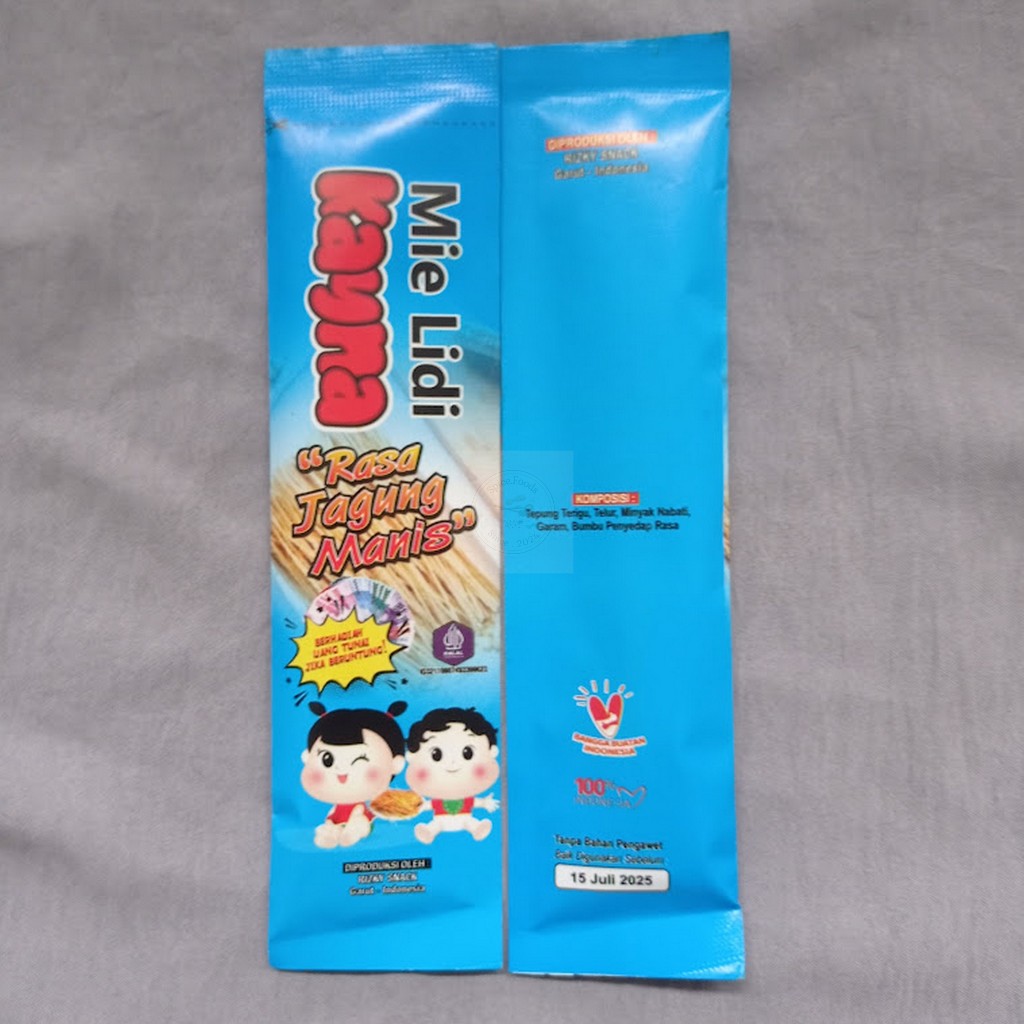 Mie Lidi
Kayna
"Rasa
Jagung
Manis"
BERHADIAH
UANG TUNAI
JIKA BERUNTUNG!
HALAL
DIPRODUKSI OLEH :
RIZKY SNACK
Garut - Indonesia
DIPRODUKSI OLEH :
RIZKY SNACK
Garut - Indonesia
KOMPOSISI :
Tepung Terigu, Telur, Minyak Nabati,
Garam, Bumbu Penyedap Rasa
BANGGA BUATAN
INDONESIA
100%
INDONESIA
Tanpa Bahan Pengawet
Baik Digunakan Sebelum
15 Juli 2025